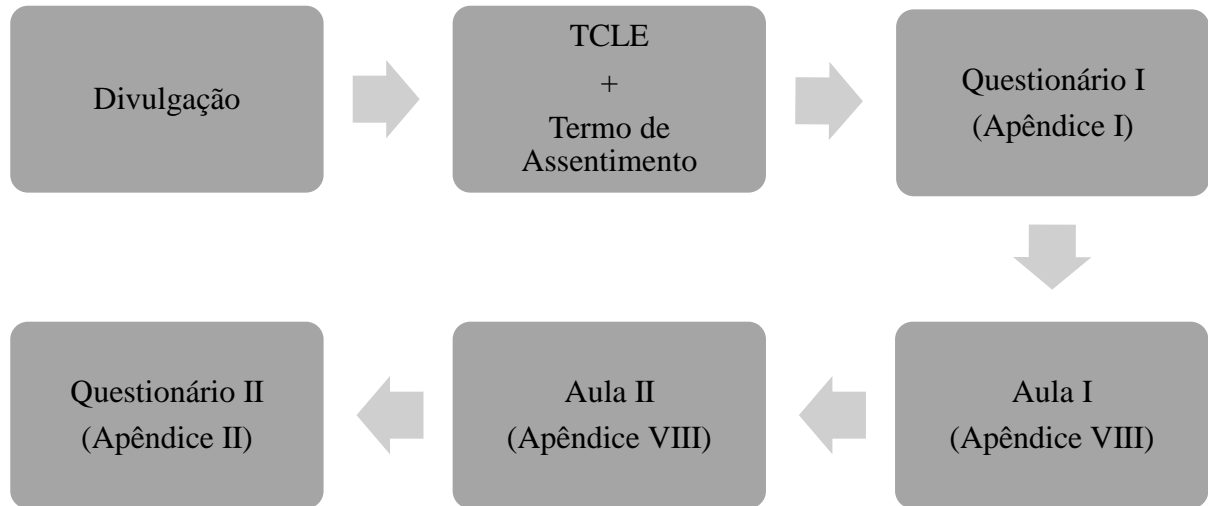 Divulgação
TCLE
+
Termo de
Assentimento
Questionário I
(Apêndice I)
Aula I
(Apêndice VIII)
Aula II
(Apêndice VIII)
Questionário II
(Apêndice II)